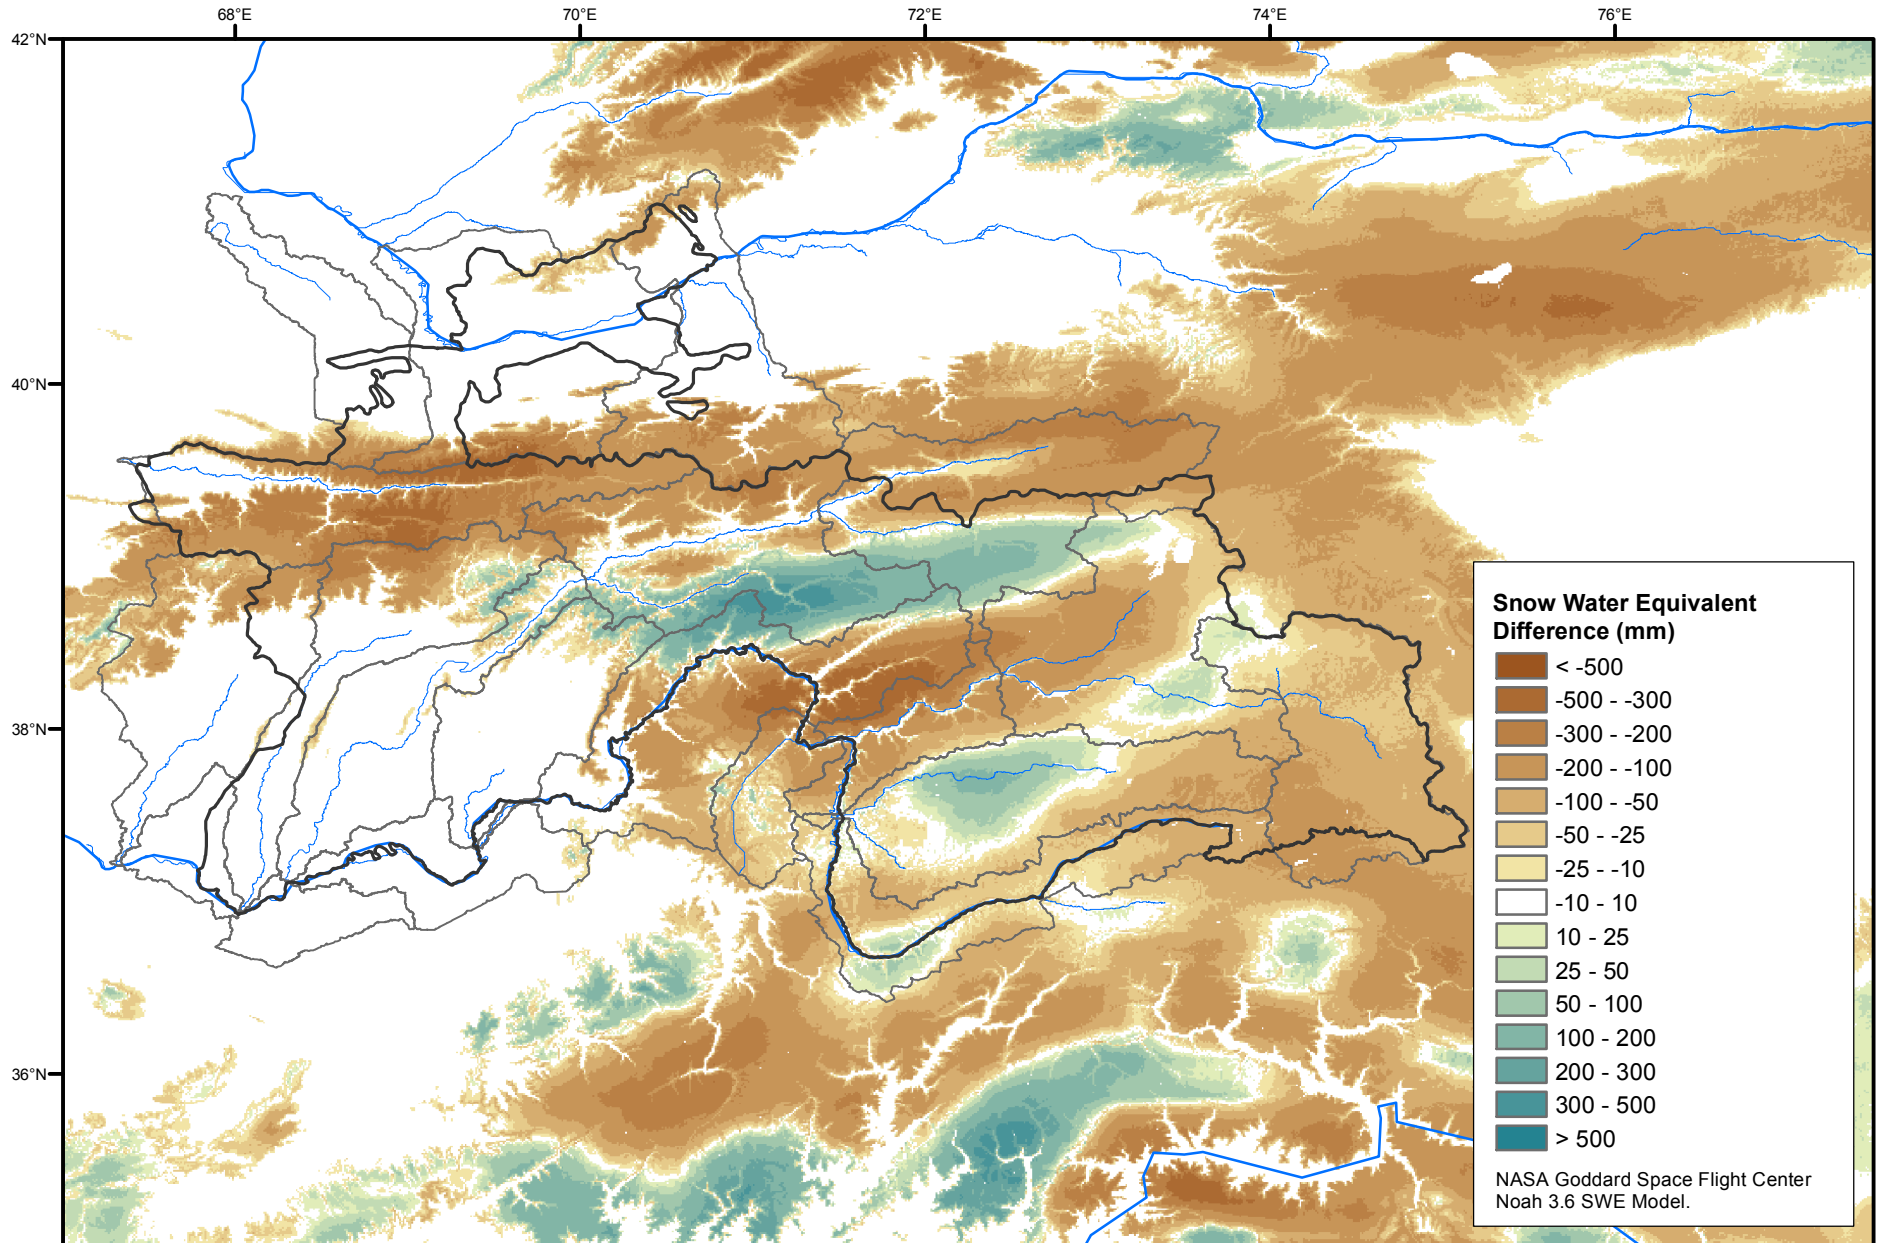 68°E 70°E 72°E 74°E 76°E
42°N
40°N
38°N
36°N
Snow Water Equivalent
Difference (mm)
< -500
-500 - -300
-300 - -200
-200 - -100
-100 - -50
-50 - -25
-25 - -10
-10 - 10
10 - 25
25 - 50
50 - 100
100 - 200
200 - 300
300 - 500
> 500
NASA Goddard Space Flight Center
Noah 3.6 SWE Model.